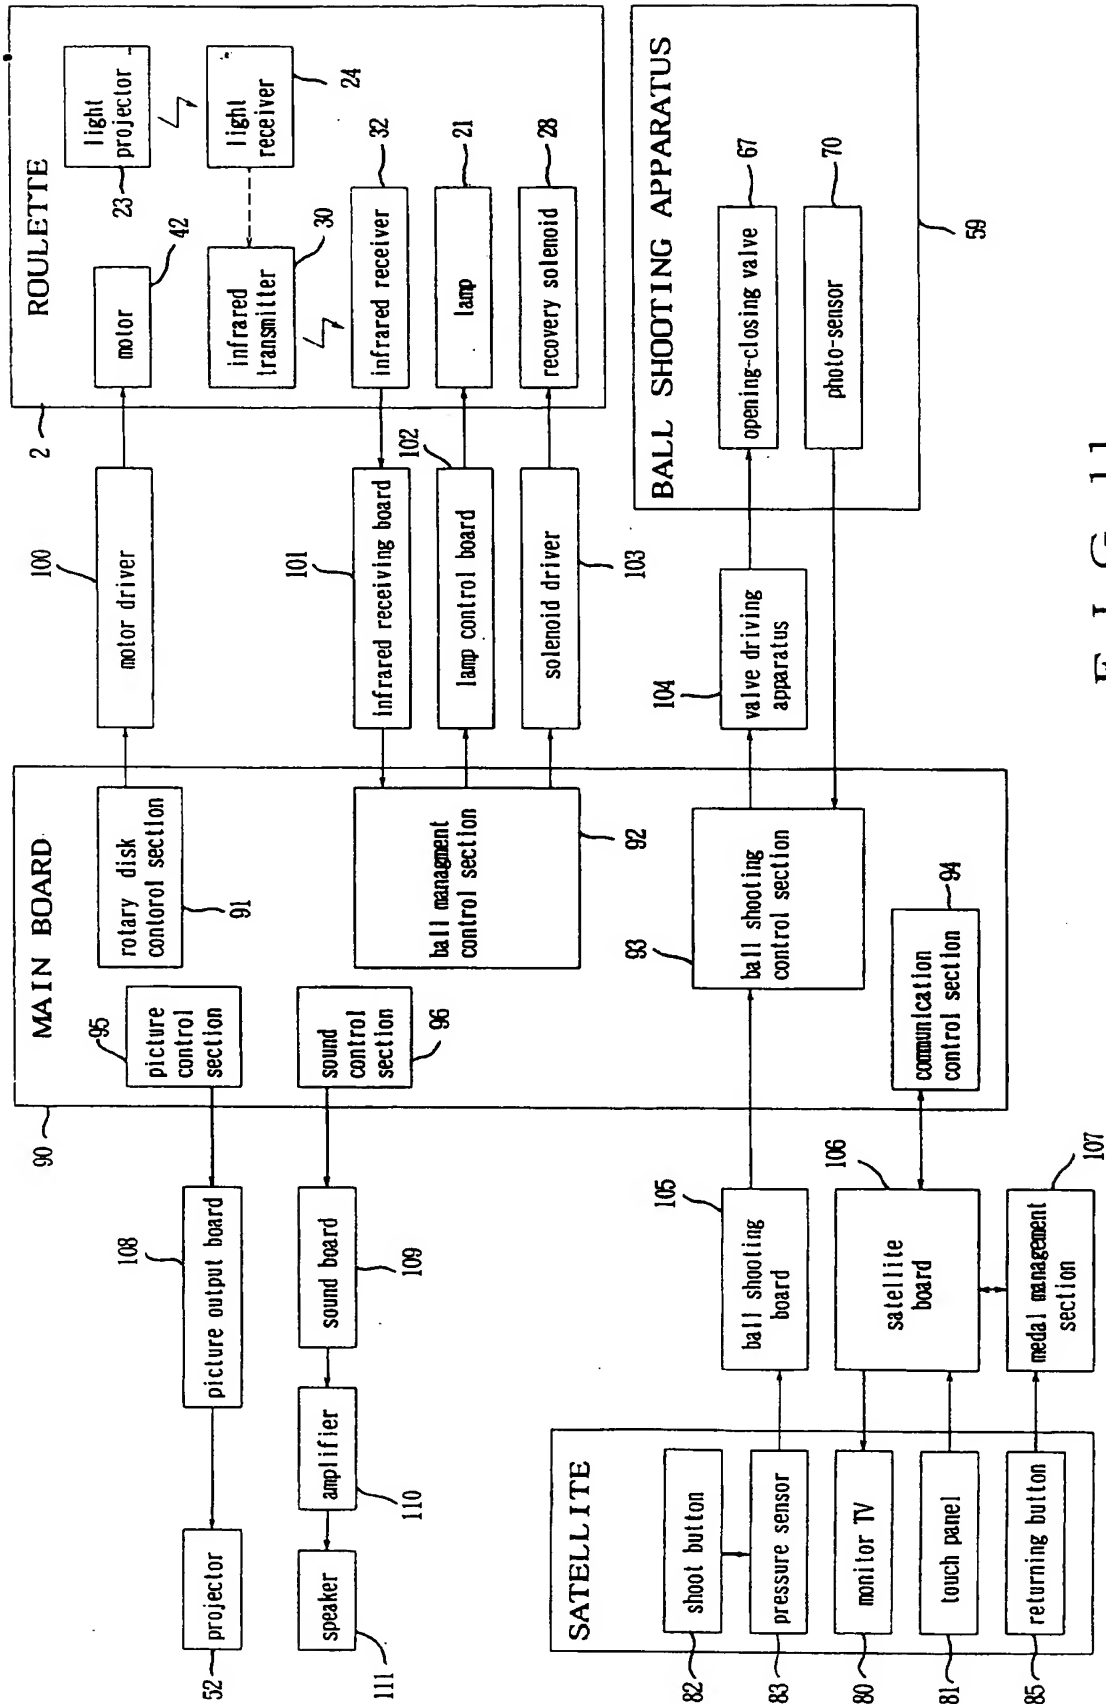 ROULETTE
light
projector
23
light
receiver
24
motor
42
infrared
transmitter
30
infrared receiver
32
lamp
21
recovery solenoid
28
2
BALL SHOOTING APPARATUS
opening-closing valve
67
photo-sensor
70
59
100
motor driver
101
infrared receiving board
102
lamp control board
solenoid driver
103
104
valve driving
apparatus
MAIN BOARD
90
rotary disk
contorol section
91
ball managment
control section
92
93
ball shooting
control section
communication
control section
94
95
picture
control
section
sound
control
section
96
108
picture output board
sound board
109
amplifier
110
projector
52
speaker
111
105
ball shooting
board
106
satellite
board
107
medal management
section
SATELLITE
shoot button
82
pressure sensor
83
monitor TV
80
touch panel
81
returning button
85